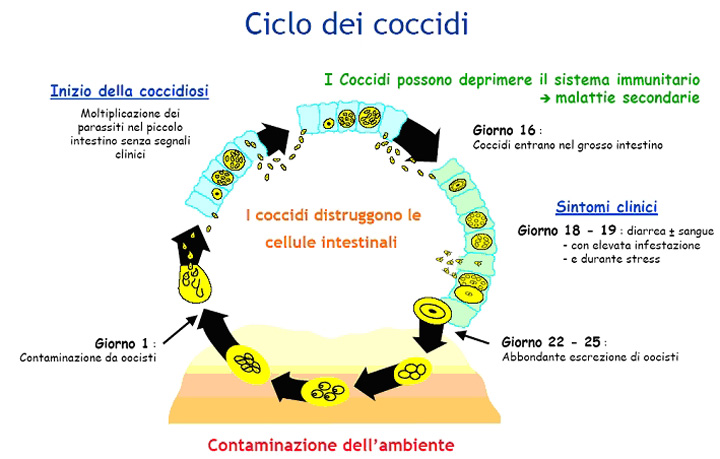 Ciclo dei coccidi
I Coccidi possono deprimere il sistema immunitario
→ malattie secondarie
Inizio della coccidiosi
Moltiplicazione dei
parassiti nel piccolo
intestino senza segnali
clinici
Giorno 16 :
Coccidi entrano nel grosso intestino
I coccidi distruggono le
cellule intestinali
Sintomi clinici
Giorno 18 - 19 : diarrea ± sangue
- con elevata infestazione
- e durante stress
Giorno 1 :
Contaminazione da oocisti
Giorno 22 - 25 :
Abbondante escrezione di oocisti
Contaminazione dell'ambiente